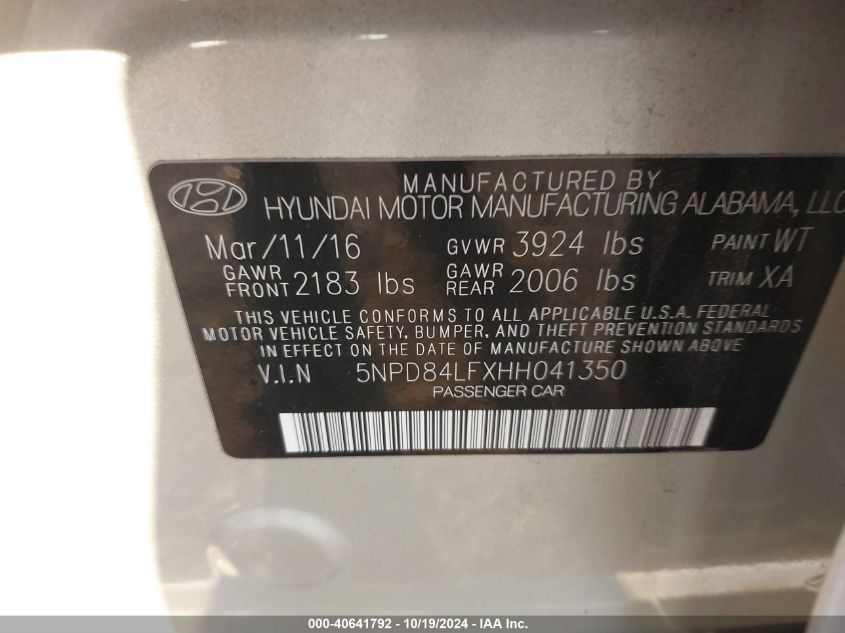 MANUFACTURED BY
HYUNDAI MOTOR MANUFACTURING ALABAMA, LLC
Mar/11/16 GVWR 3924 lbs PAINT WT
GAWR FRONT 2183 lbs GAWR REAR 2006 lbs TRIM XA
THIS VEHICLE CONFORMS TO ALL APPLICABLE U.S.A. FEDERAL
MOTOR VEHICLE SAFETY, BUMPER, AND THEFT PREVENTION STANDARDS
IN EFFECT ON THE DATE OF MANUFACTURE SHOWN ABOVE
V.I.N 5NPD84LFXHH041350
PASSENGER CAR
000-40641792 - 10/19/2024 - IAA Inc.